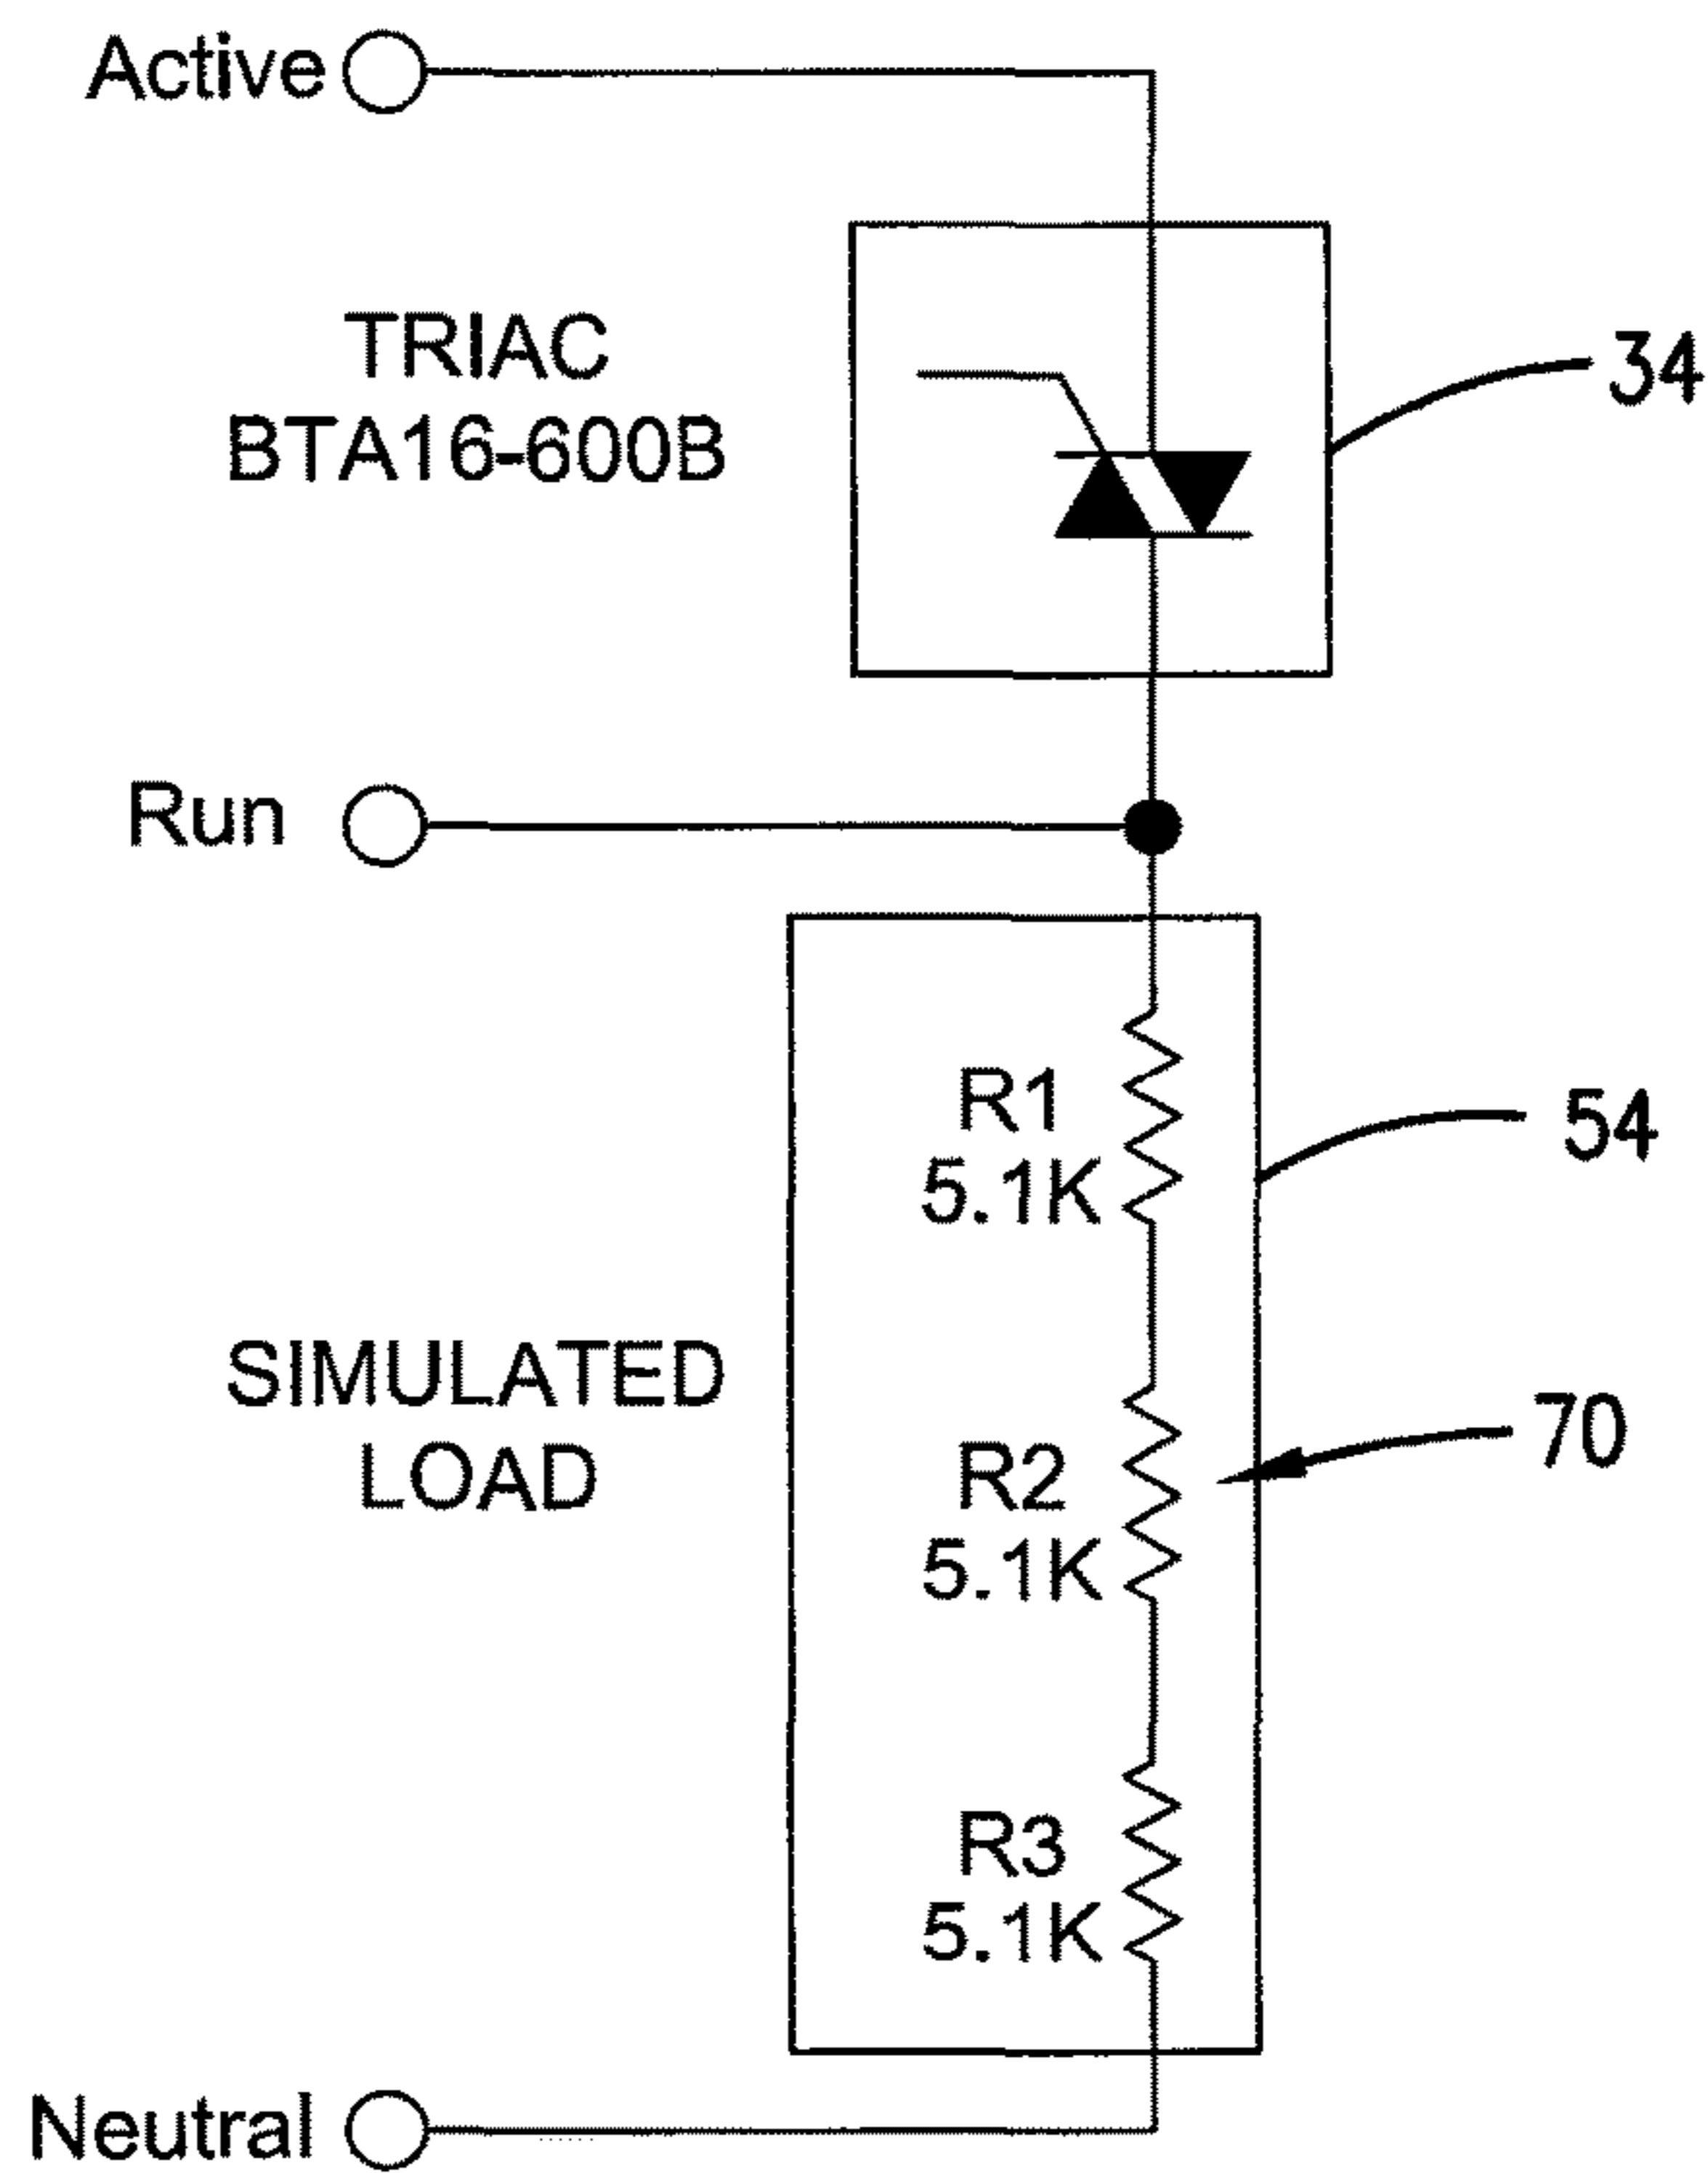 Active
TRIAC
BTA16-600B
34
Run
R1
5.1K
54
SIMULATED
LOAD
R2
5.1K
70
R3
5.1K
Neutral